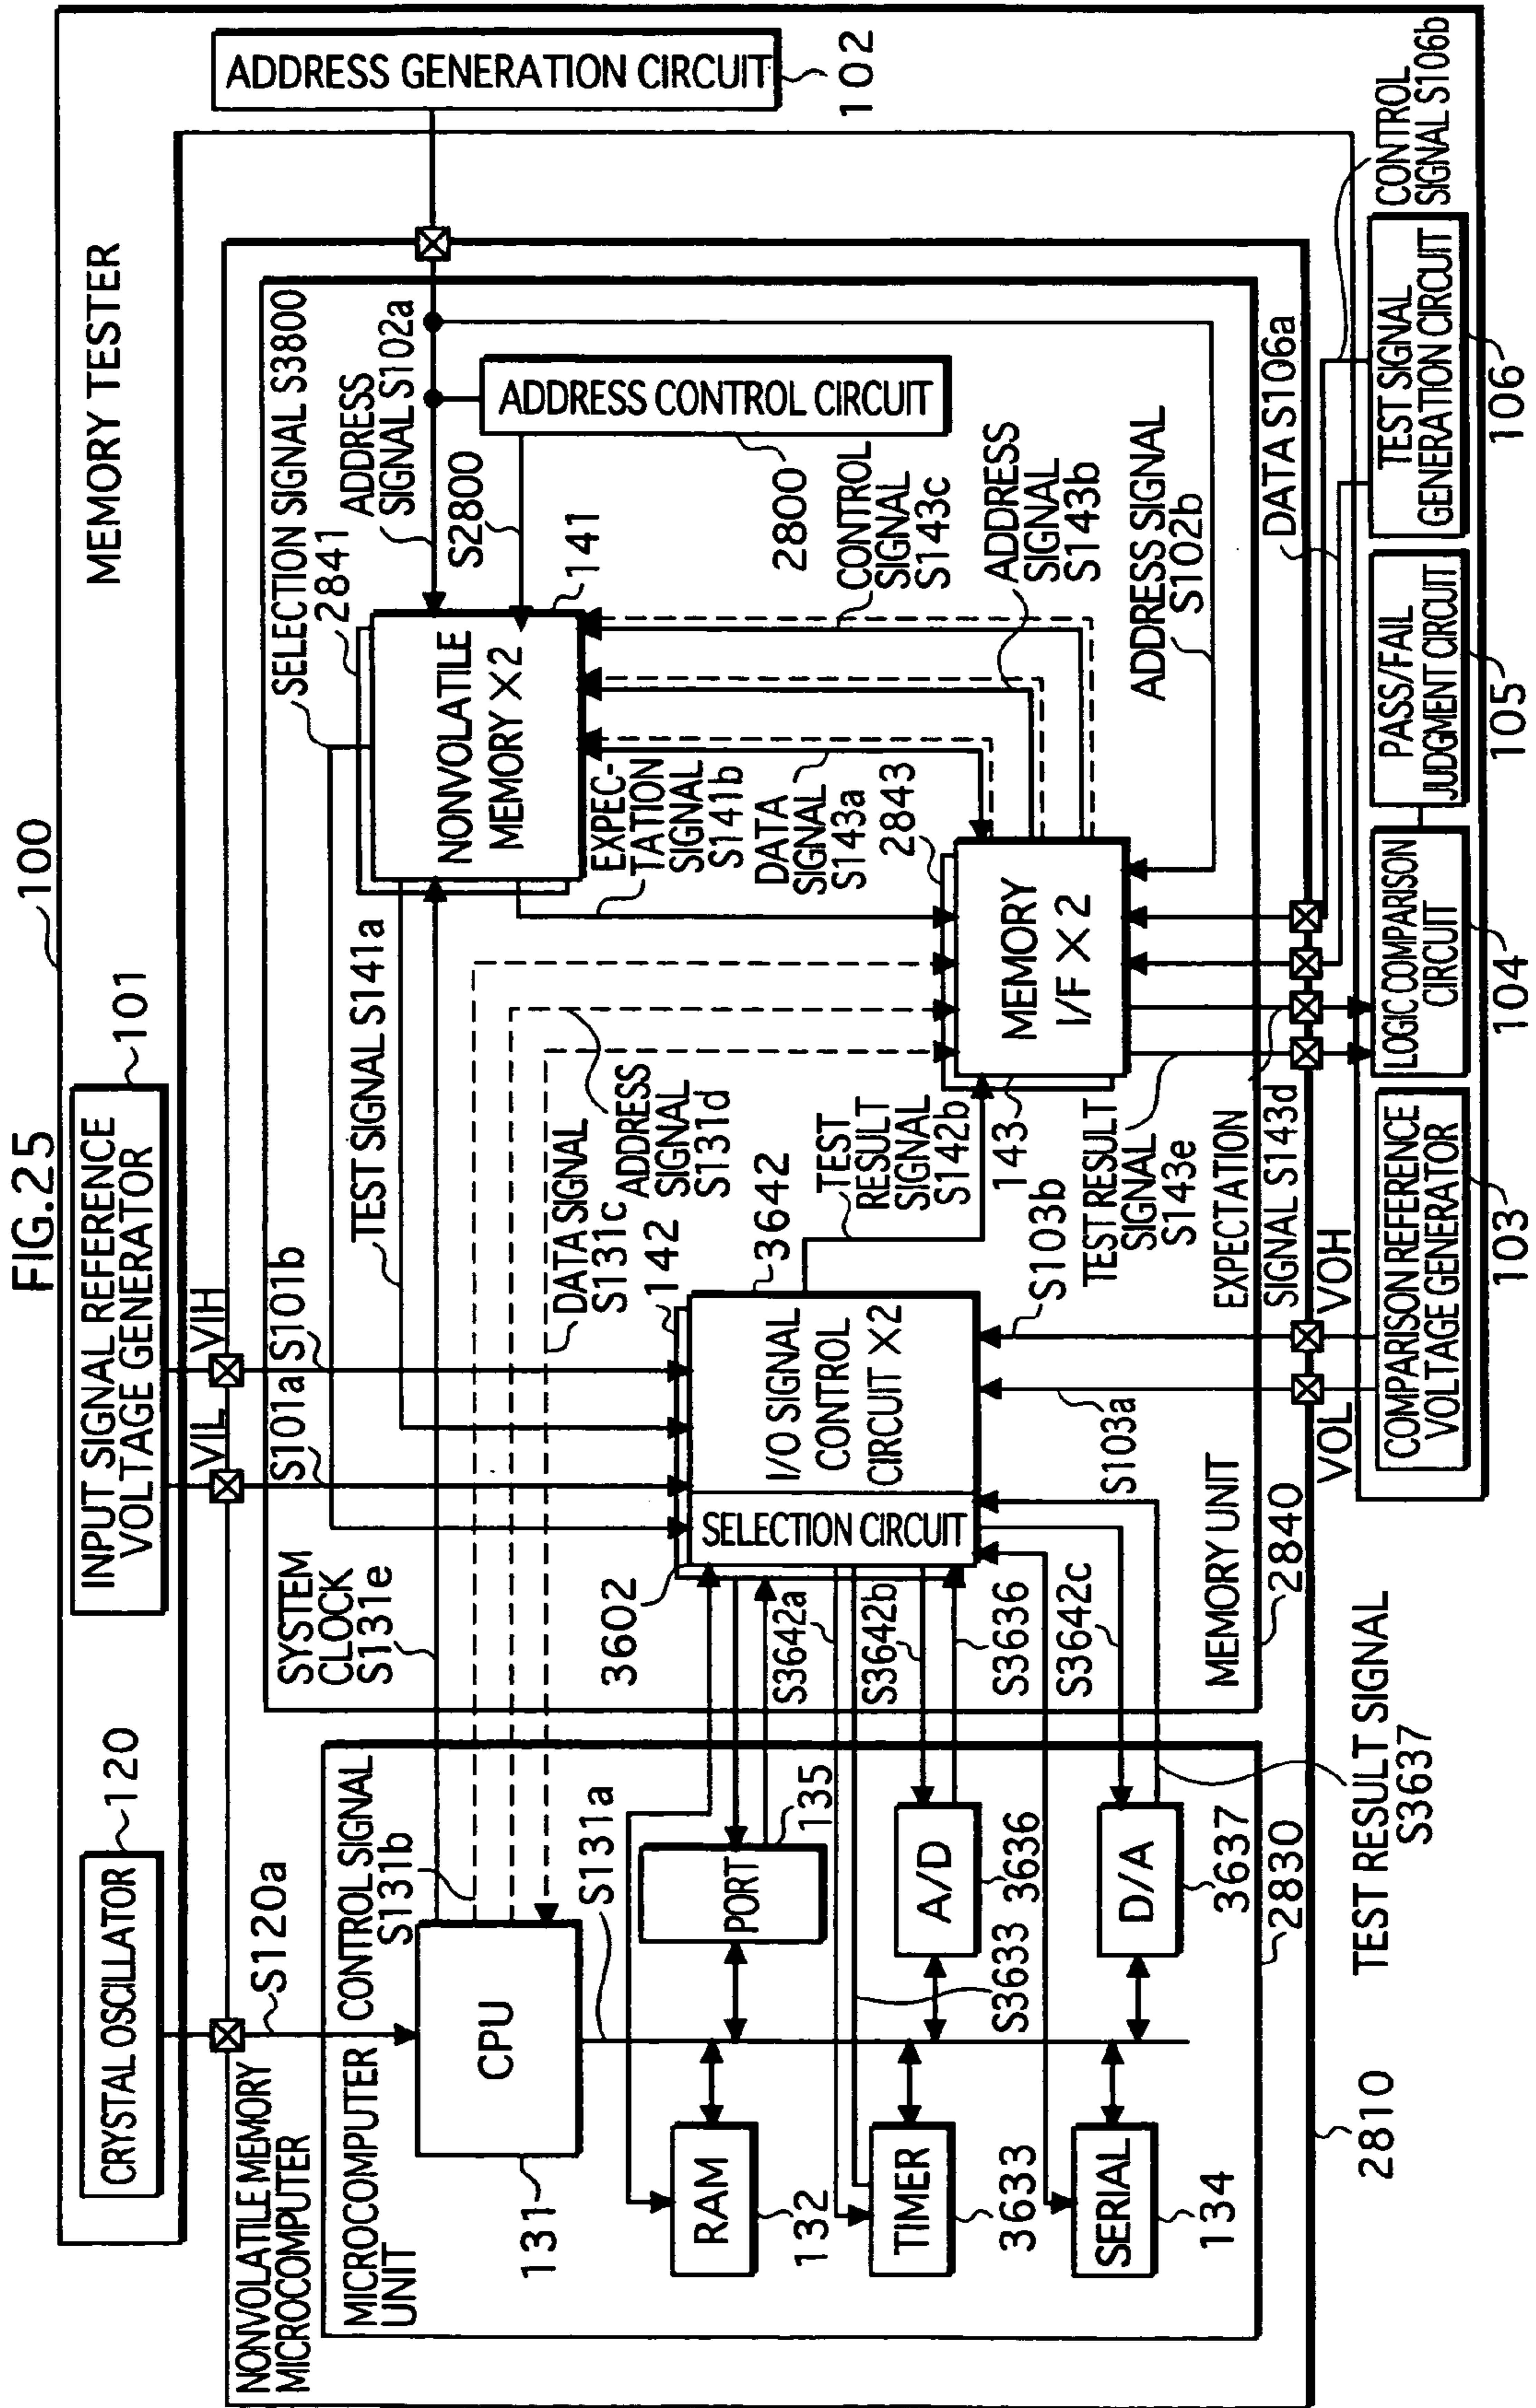 FIG.25
100
MEMORY TESTER
CRYSTAL OSCILLATOR
120
INPUT SIGNAL REFERENCE
VOLTAGE GENERATOR
101
ADDRESS GENERATION CIRCUIT
102
S120a
VIL
VIH
S101a
S101b
NONVOLATILE MEMORY
MICROCOMPUTER
MICROCOMPUTER
UNIT
CONTROL SIGNAL
S131b
SYSTEM
CLOCK
S131e
TEST SIGNAL S141a
SELECTION SIGNAL S3800
2841
ADDRESS
SIGNAL S102a
S2800
141
NONVOLATILE
MEMORY ×2
ADDRESS CONTROL CIRCUIT
2800
CPU
131
S131a
DATA SIGNAL
S131c
ADDRESS
SIGNAL
S131d
EXPEC-
TATION
SIGNAL
S141b
DATA
SIGNAL
S143a
CONTROL
SIGNAL
S143c
ADDRESS
SIGNAL
S143b
ADDRESS SIGNAL
S102b
3602
142
3642
SELECTION CIRCUIT
I/O SIGNAL
CONTROL
CIRCUIT ×2
TEST
RESULT
SIGNAL
S142b
2843
MEMORY
I/F ×2
143
RAM
132
PORT
135
S3642a
S3642b
S3636
S3642c
TIMER
3633
S3633
A/D
3636
SERIAL
134
D/A
3637
S103a
S103b
TEST RESULT
SIGNAL
S143e
EXPECTATION
SIGNAL S143d
DATA S106a
CONTROL
SIGNAL S106b
MEMORY UNIT
2840
2830
2810
TEST RESULT SIGNAL
S3637
VOL
VOH
COMPARISON REFERENCE
VOLTAGE GENERATOR
103
LOGIC COMPARISON
CIRCUIT
104
PASS/FAIL
JUDGMENT CIRCUIT
105
TEST SIGNAL
GENERATION CIRCUIT
106